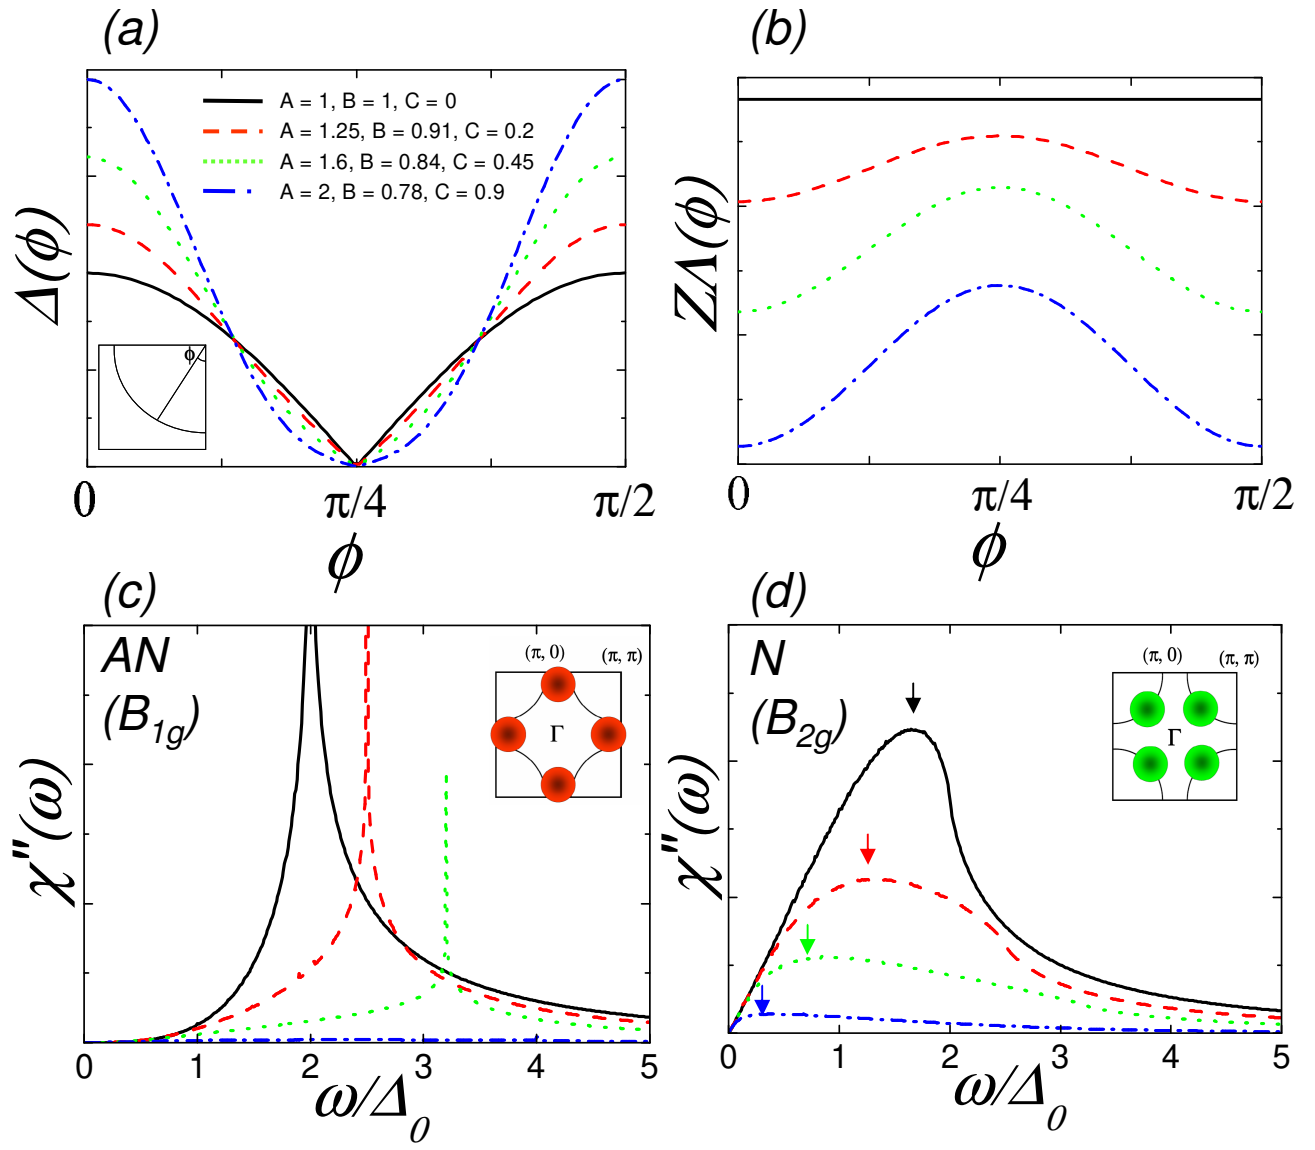 (a)
A = 1, B = 1, C = 0
A = 1.25, B = 0.91, C = 0.2
A = 1.6, B = 0.84, C = 0.45
A = 2, B = 0.78, C = 0.9
Δ(ϕ)
ϕ
0 π/4 π/2
ϕ
(b)
ZΛ(ϕ)
0 π/4 π/2
ϕ
(c)
AN
(B1g)
(π, 0) (π, π)
Γ
χ''(ω)
0 1 2 3 4 5
ω/Δ0
(d)
N
(B2g)
(π, 0) (π, π)
Γ
χ''(ω)
0 1 2 3 4 5
ω/Δ0